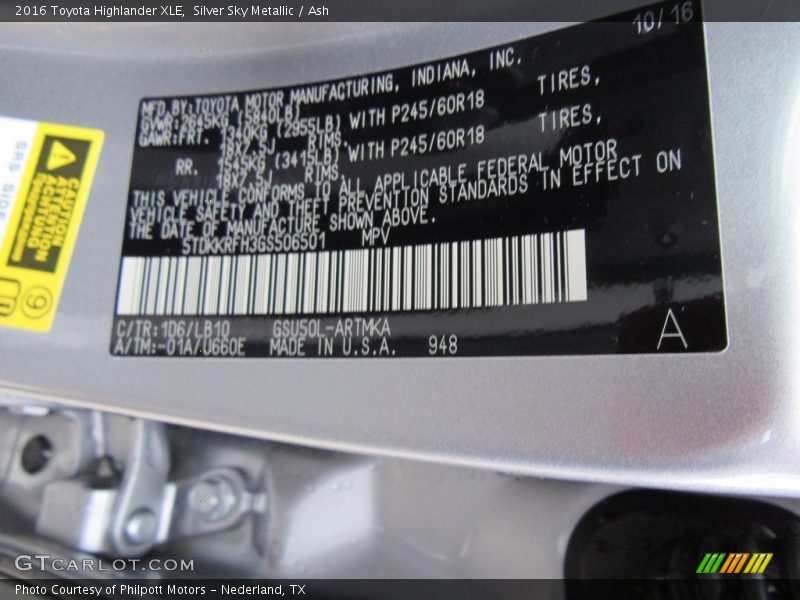 2016 Toyota Highlander XLE, Silver Sky Metallic / Ash
10/16
MFD.BY:TOYOTA MOTOR MANUFACTURING, INDIANA, INC.
GVWR:2645KG (5840LB)
GAWR:FRT. 1340KG (2955LB) WITH P245/60R18 TIRES,
18X7.5J RIMS,
RR. 1545KG (3415LB) WITH P245/60R18 TIRES,
18X7.5J RIMS.
THIS VEHICLE CONFORMS TO ALL APPLICABLE FEDERAL MOTOR
VEHICLE SAFETY AND THEFT PREVENTION STANDARDS IN EFFECT ON
THE DATE OF MANUFACTURE SHOWN ABOVE.
5TDKKRFH3GS506501 MPV
C/TR:1D6/LB10 GSU50L-ARTMKA
A/TM:-01A/U660E MADE IN U.S.A. 948
A
SRS SIDE
CAUTION
ACHTUNG
9
GTCARLOT.COM
Photo Courtesy of Philpott Motors - Nederland, TX